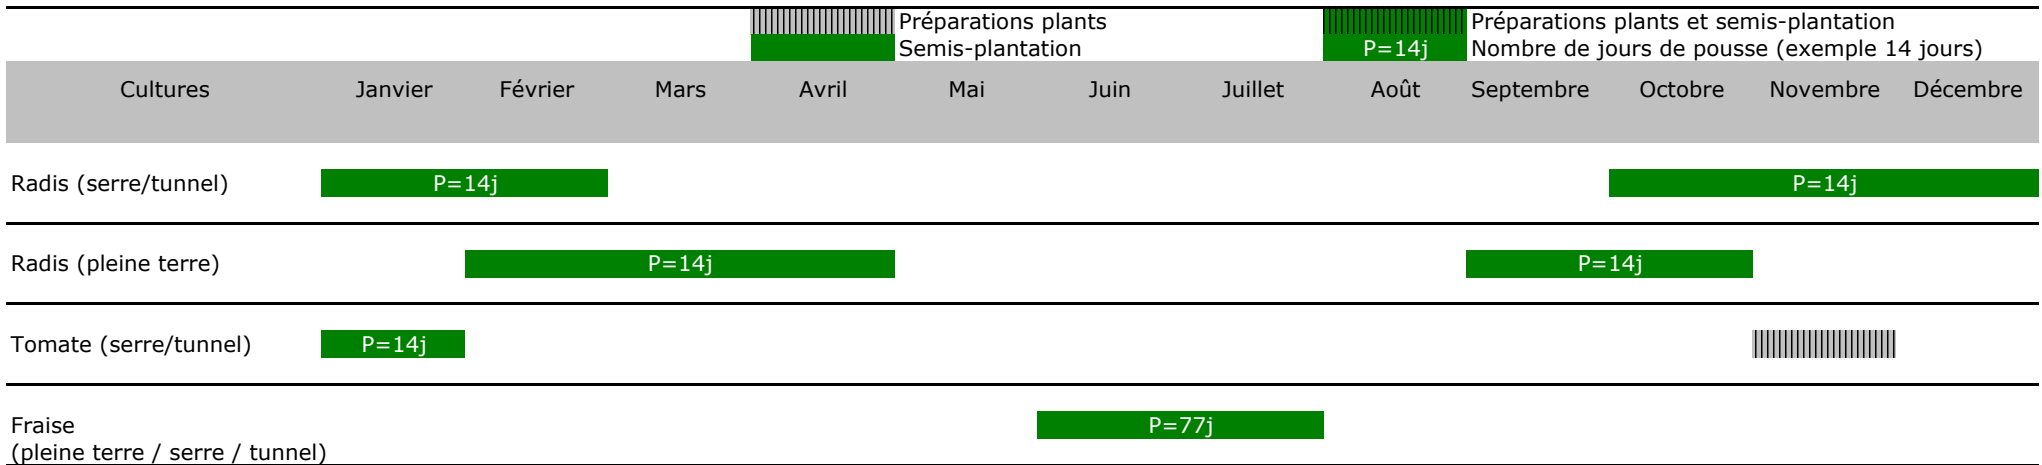 Préparations plants Préparations plants et semis-plantation
Semis-plantation P=14j Nombre de jours de pousse (exemple 14 jours)
Cultures Janvier Février Mars Avril Mai Juin Juillet Août Septembre Octobre Novembre Décembre
Radis (serre/tunnel) P=14j P=14j
Radis (pleine terre) P=14j P=14j
Tomate (serre/tunnel) P=14j
Fraise P=77j
(pleine terre / serre / tunnel)